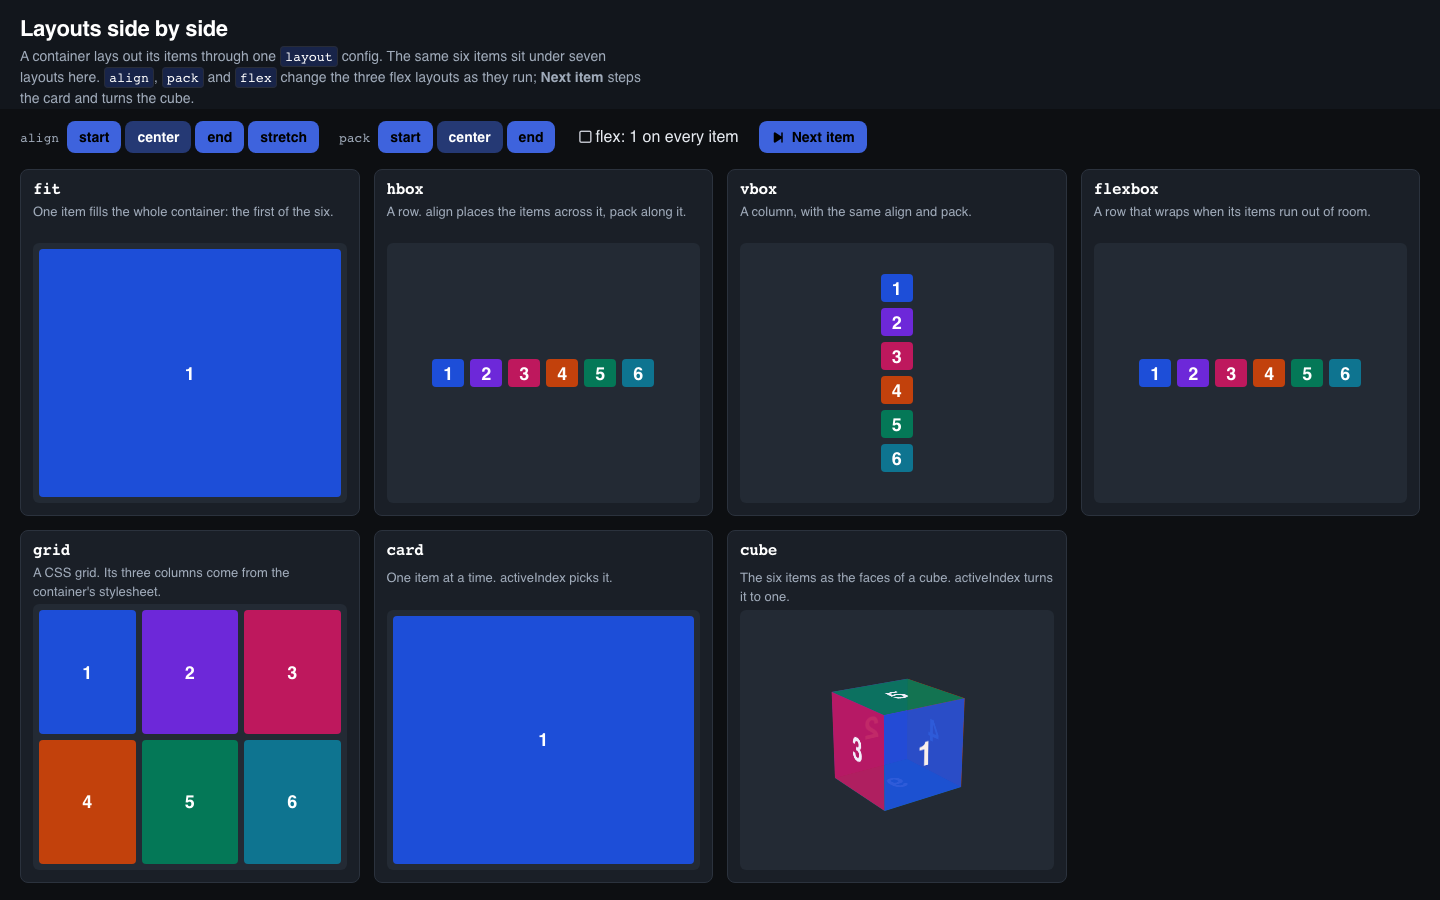 Layouts side by side
A container lays out its items through one layout config. The same six items sit under seven
layouts here. align, pack and flex change the three flex layouts as they run; Next item steps
the card and turns the cube.
align start center end stretch pack start center end flex: 1 on every item Next item
fit
One item fills the whole container: the first of the six.
1
hbox
A row. align places the items across it, pack along it.
1 2 3 4 5 6
vbox
A column, with the same align and pack.
1
2
3
4
5
6
flexbox
A row that wraps when its items run out of room.
1 2 3 4 5 6
grid
A CSS grid. Its three columns come from the
container's stylesheet.
1 2 3
4 5 6
card
One item at a time. activeIndex picks it.
1
cube
The six items as the faces of a cube. activeIndex turns
it to one.
5
2 4
3 1
6